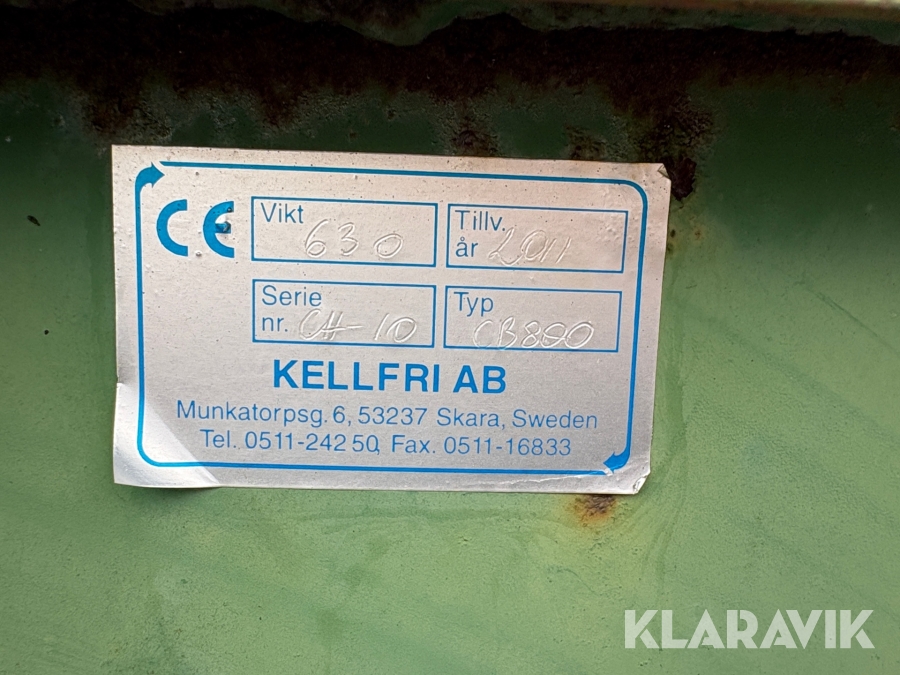 CE
Vikt 630
Tillv. år 2011
Serie nr. CH-10
Typ CB800
KELLFRI AB
Munkatorpsg. 6, 53237 Skara, Sweden
Tel. 0511-242 50, Fax. 0511-16833
KLARAVIK